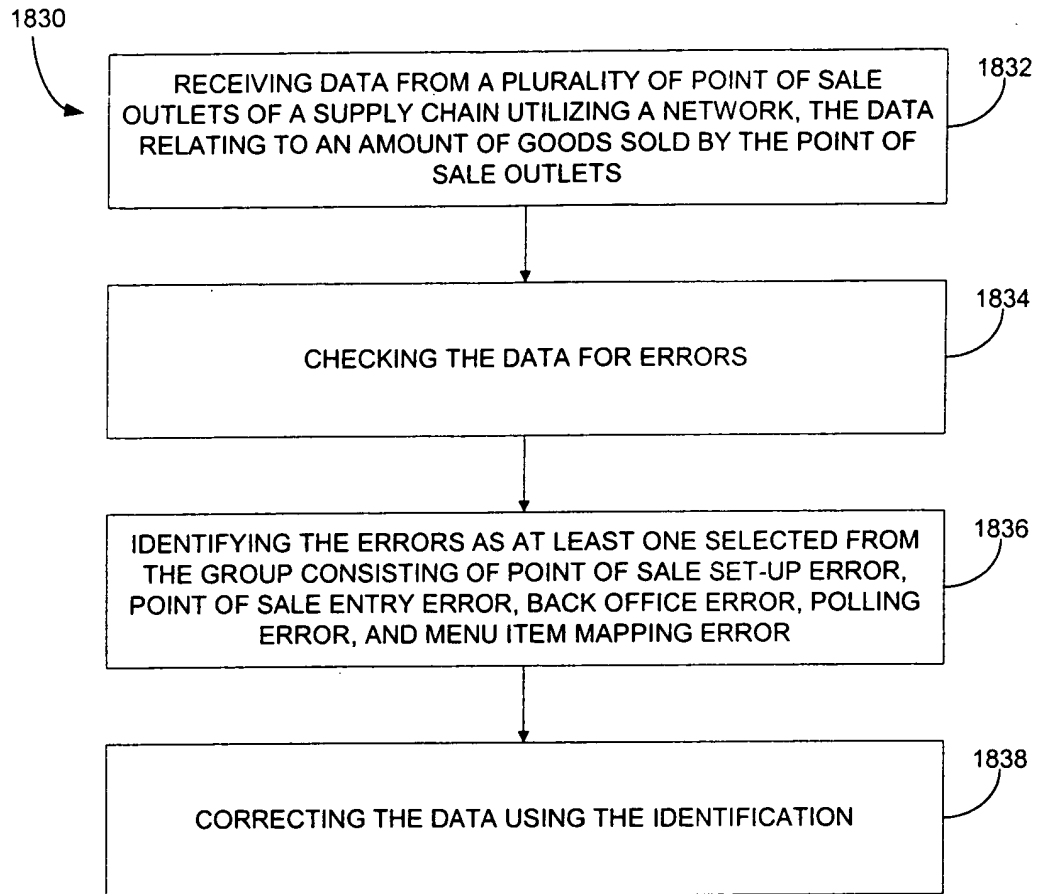 1830
RECEIVING DATA FROM A PLURALITY OF POINT OF SALE
OUTLETS OF A SUPPLY CHAIN UTILIZING A NETWORK, THE DATA
RELATING TO AN AMOUNT OF GOODS SOLD BY THE POINT OF
SALE OUTLETS
1832
CHECKING THE DATA FOR ERRORS
1834
IDENTIFYING THE ERRORS AS AT LEAST ONE SELECTED FROM
THE GROUP CONSISTING OF POINT OF SALE SET-UP ERROR,
POINT OF SALE ENTRY ERROR, BACK OFFICE ERROR, POLLING
ERROR, AND MENU ITEM MAPPING ERROR
1836
CORRECTING THE DATA USING THE IDENTIFICATION
1838